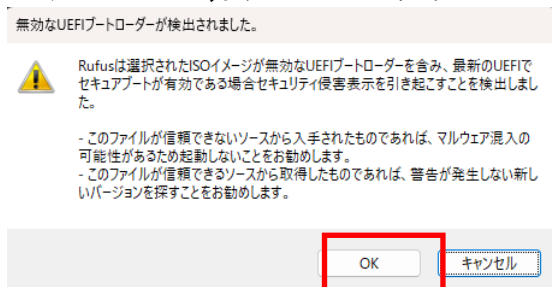 無効なUEFIブートローダーが検出されました。
Rufusは選択されたISOイメージが無効なUEFIブートローダーを含み、最新のUEFIで
セキュアブートが有効である場合セキュリティ侵害表示を引き起こすことを検出しまし
た。
- このファイルが信頼できないソースから入手されたものであれば、マルウェア混入の
可能性があるため起動しないことをお勧めします。
- このファイルが信頼できるソースから取得したものであれば、警告が発生しない新し
いバージョンを探すことをお勧めします。
OK
キャンセル